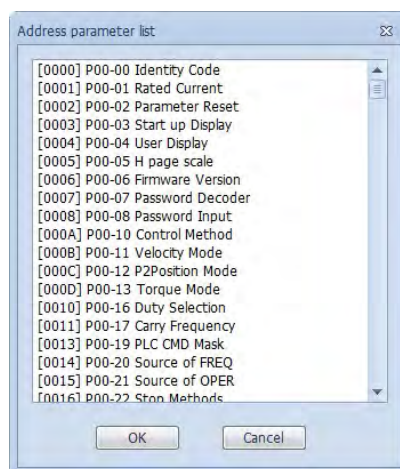 Address parameter list
[0000] P00-00 Identity Code
[0001] P00-01 Rated Current
[0002] P00-02 Parameter Reset
[0003] P00-03 Start up Display
[0004] P00-04 User Display
[0005] P00-05 H page scale
[0006] P00-06 Firmware Version
[0007] P00-07 Password Decoder
[0008] P00-08 Password Input
[000A] P00-10 Control Method
[000B] P00-11 Velocity Mode
[000C] P00-12 P2Position Mode
[000D] P00-13 Torque Mode
[0010] P00-16 Duty Selection
[0011] P00-17 Carry Frequency
[0013] P00-19 PLC CMD Mask
[0014] P00-20 Source of FREQ
[0015] P00-21 Source of OPER
[0016] P00-22 Stop Methods
OK Cancel